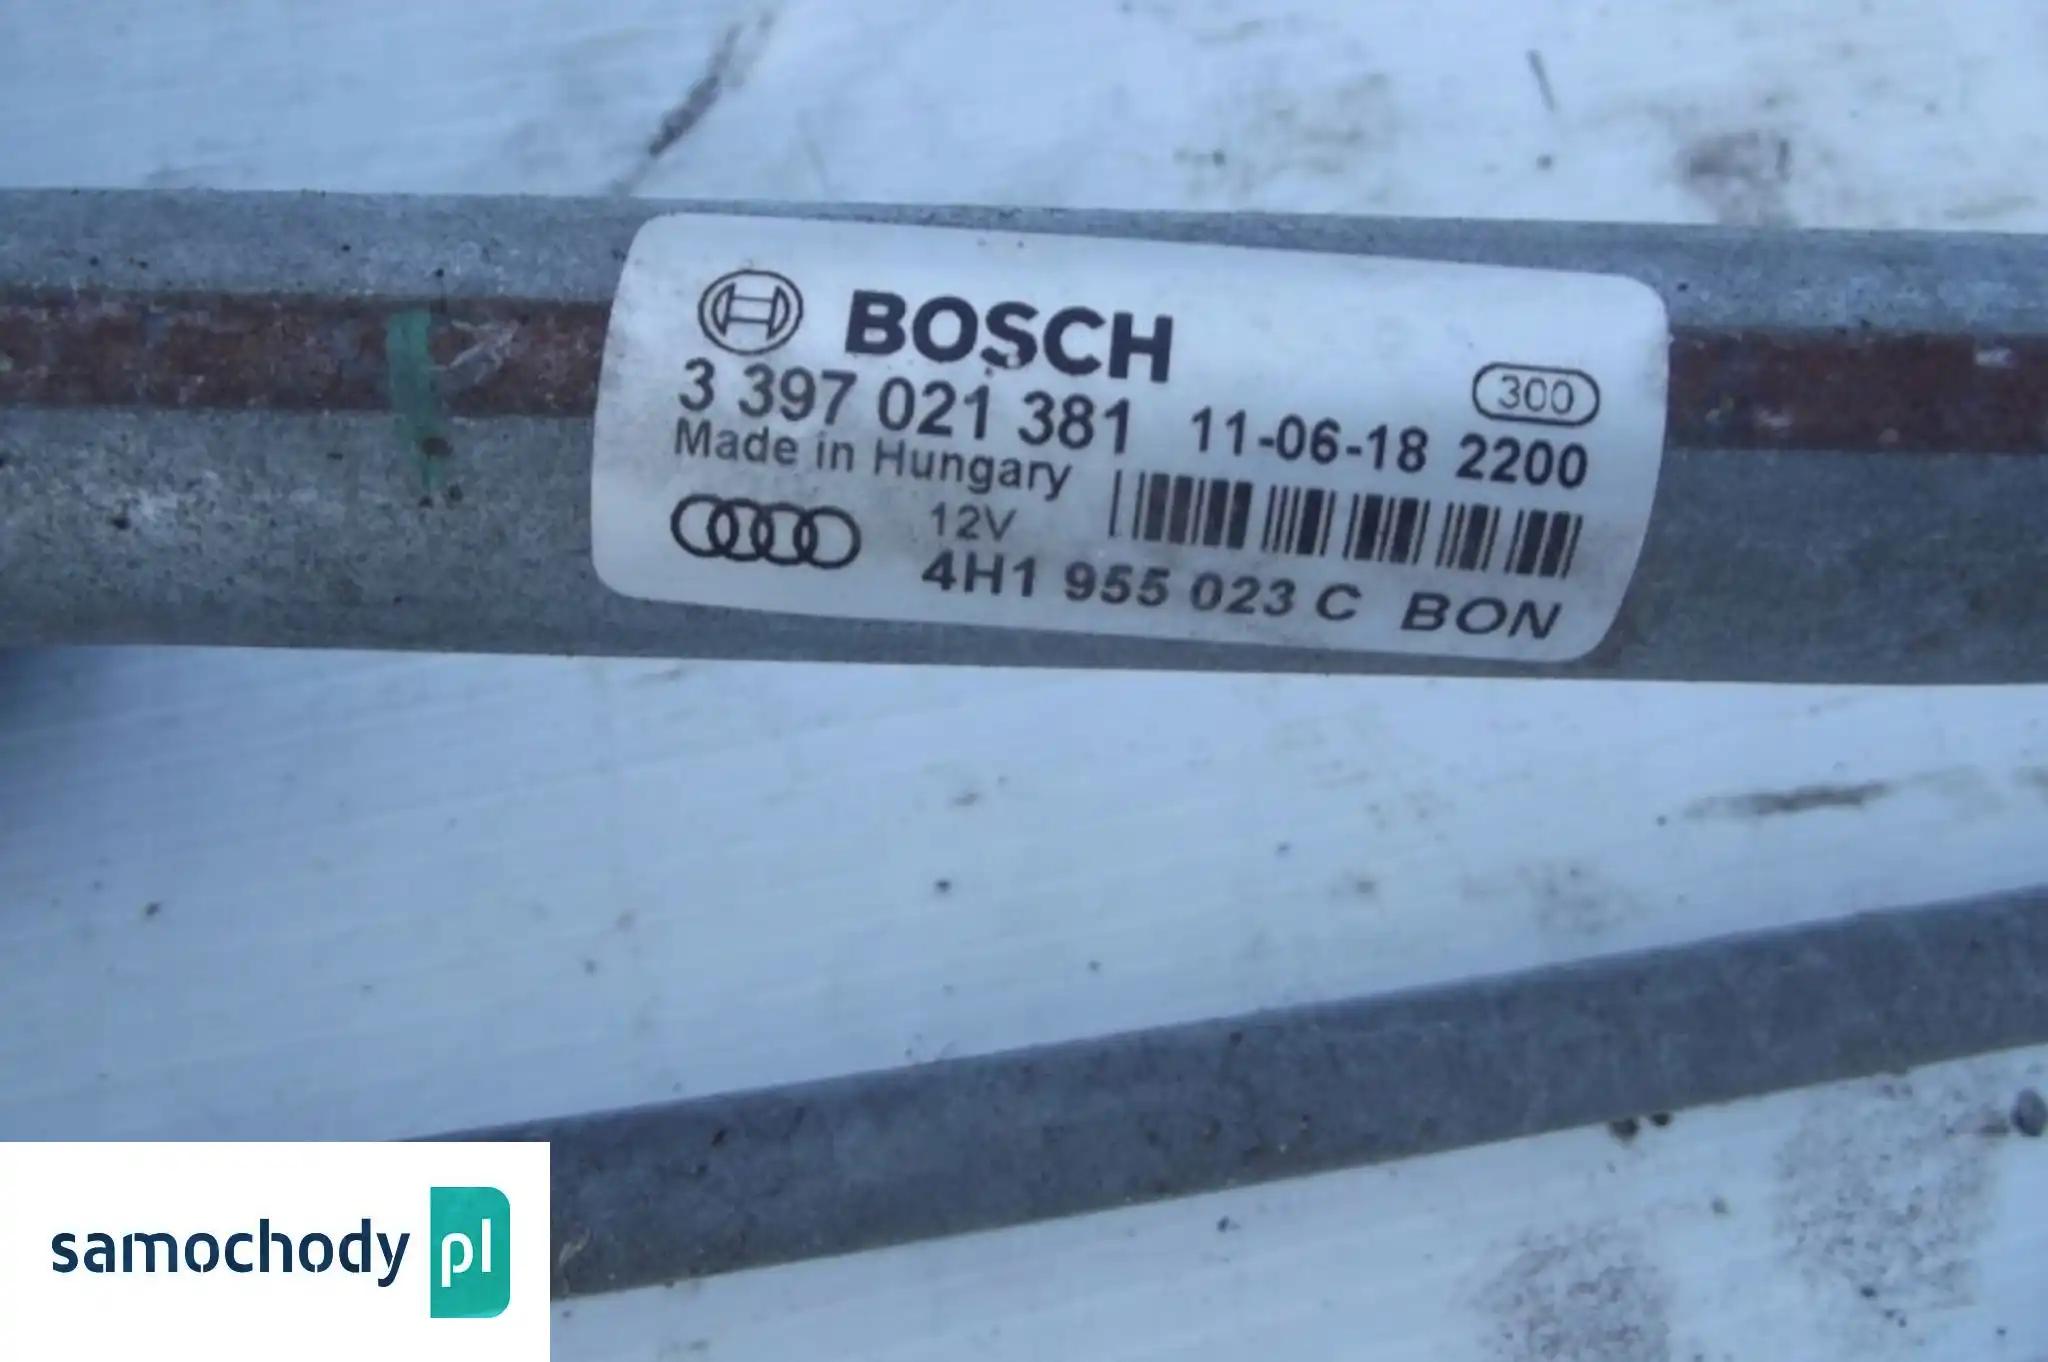 BOSCH
300
3 397 021 381 11-06-18 2200
Made in Hungary
12V
4H1 955 023 C BON
samochody pl